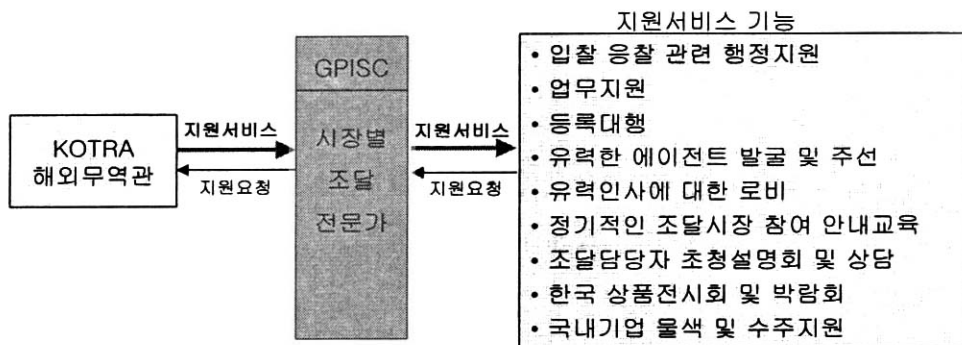 지원서비스 기능
GPISC
시장별
조달
전문가
KOTRA
해외무역관
지원서비스
지원요청
지원서비스
지원요청
• 입찰 응찰 관련 행정지원
• 업무지원
• 등록대행
• 유력한 에이전트 발굴 및 주선
• 유력인사에 대한 로비
• 정기적인 조달시장 참여 안내교육
• 조달담당자 초청설명회 및 상담
• 한국 상품전시회 및 박람회
• 국내기업 물색 및 수주지원